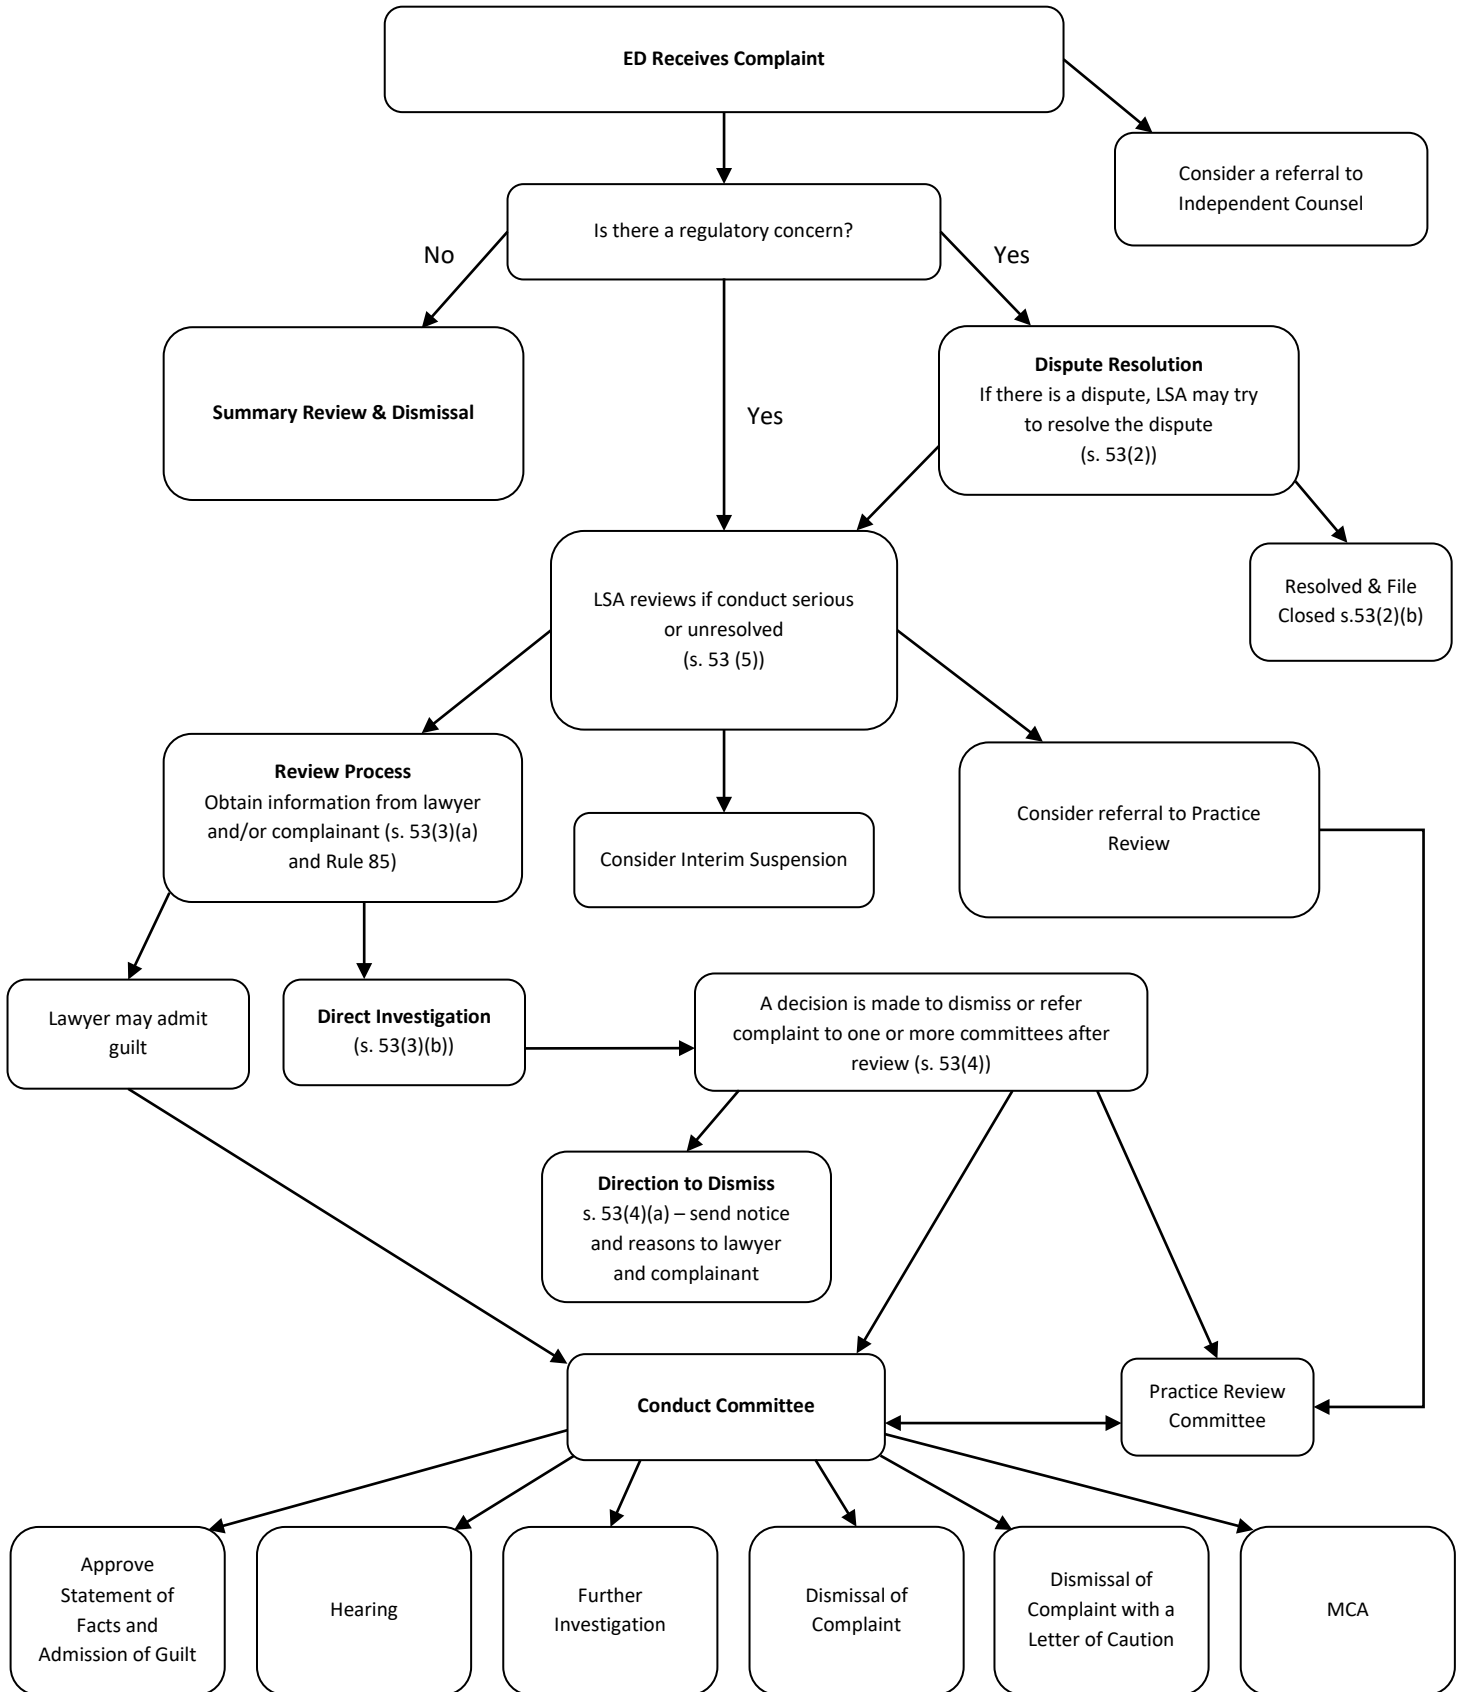 ED Receives Complaint
Consider a referral to
Independent Counsel
Is there a regulatory concern?
No
Yes
Summary Review & Dismissal
Yes
Dispute Resolution
If there is a dispute, LSA may try
to resolve the dispute
(s. 53(2))
LSA reviews if conduct serious
or unresolved
(s. 53 (5))
Resolved & File
Closed s.53(2)(b)
Review Process
Obtain information from lawyer
and/or complainant (s. 53(3)(a)
and Rule 85)
Consider Interim Suspension
Consider referral to Practice
Review
Lawyer may admit
guilt
Direct Investigation
(s. 53(3)(b))
A decision is made to dismiss or refer
complaint to one or more committees after
review (s. 53(4))
Direction to Dismiss
s. 53(4)(a) – send notice
and reasons to lawyer
and complainant
Conduct Committee
Practice Review
Committee
Approve
Statement of
Facts and
Admission of Guilt
Hearing
Further
Investigation
Dismissal of
Complaint
Dismissal of
Complaint with a
Letter of Caution
MCA